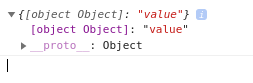 ▼{[object Object]: "value"} i
[object Object]: "value"
▶__proto__: Object